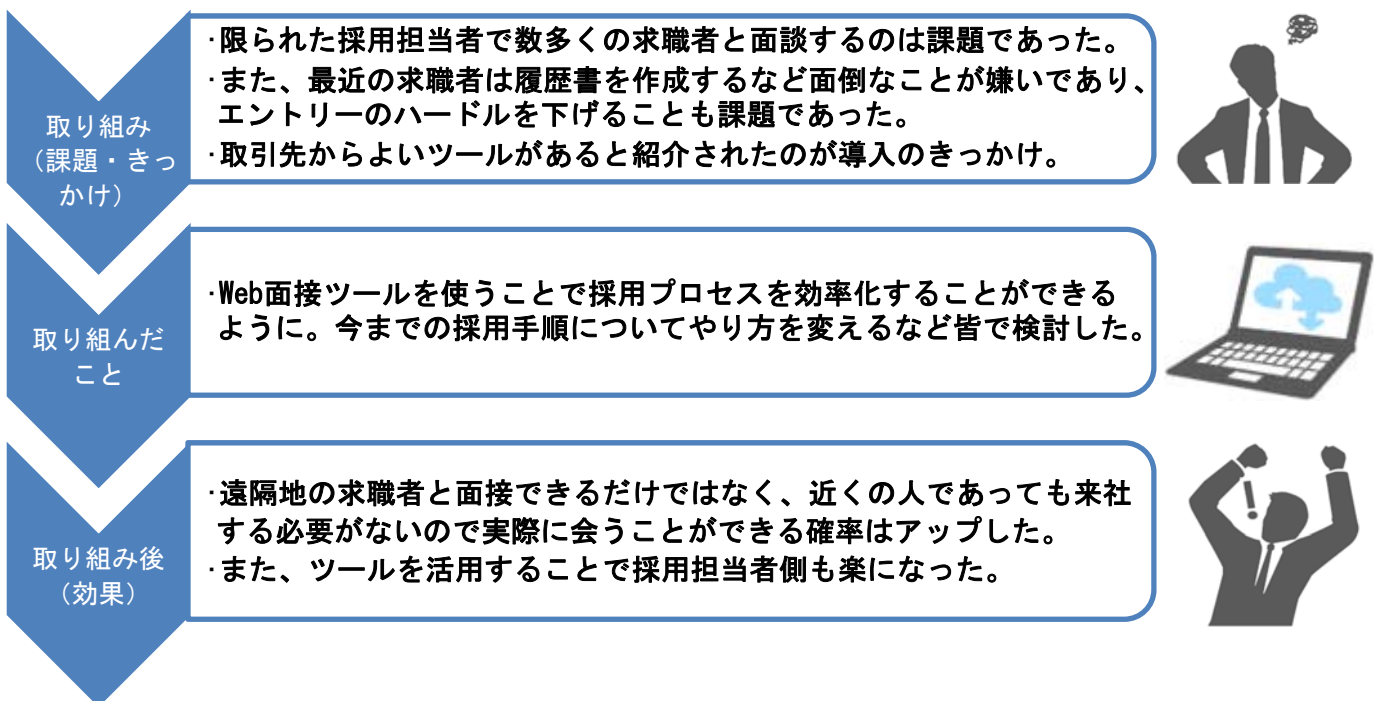 取り組み
（課題・きっ
かけ）
・限られた採用担当者で数多くの求職者と面談するのは課題であった。
・また、最近の求職者は履歴書を作成するなど面倒なことが嫌いであり、
エントリーのハードルを下げることも課題であった。
・取引先からよいツールがあると紹介されたのが導入のきっかけ。
取り組んだ
こと
・Web面接ツールを使うことで採用プロセスを効率化することができる
ように。今までの採用手順についてやり方を変えるなど皆で検討した。
取り組み後
（効果）
・遠隔地の求職者と面接できるだけではなく、近くの人であっても来社
する必要がないので実際に会うことができる確率はアップした。
・また、ツールを活用することで採用担当者側も楽になった。